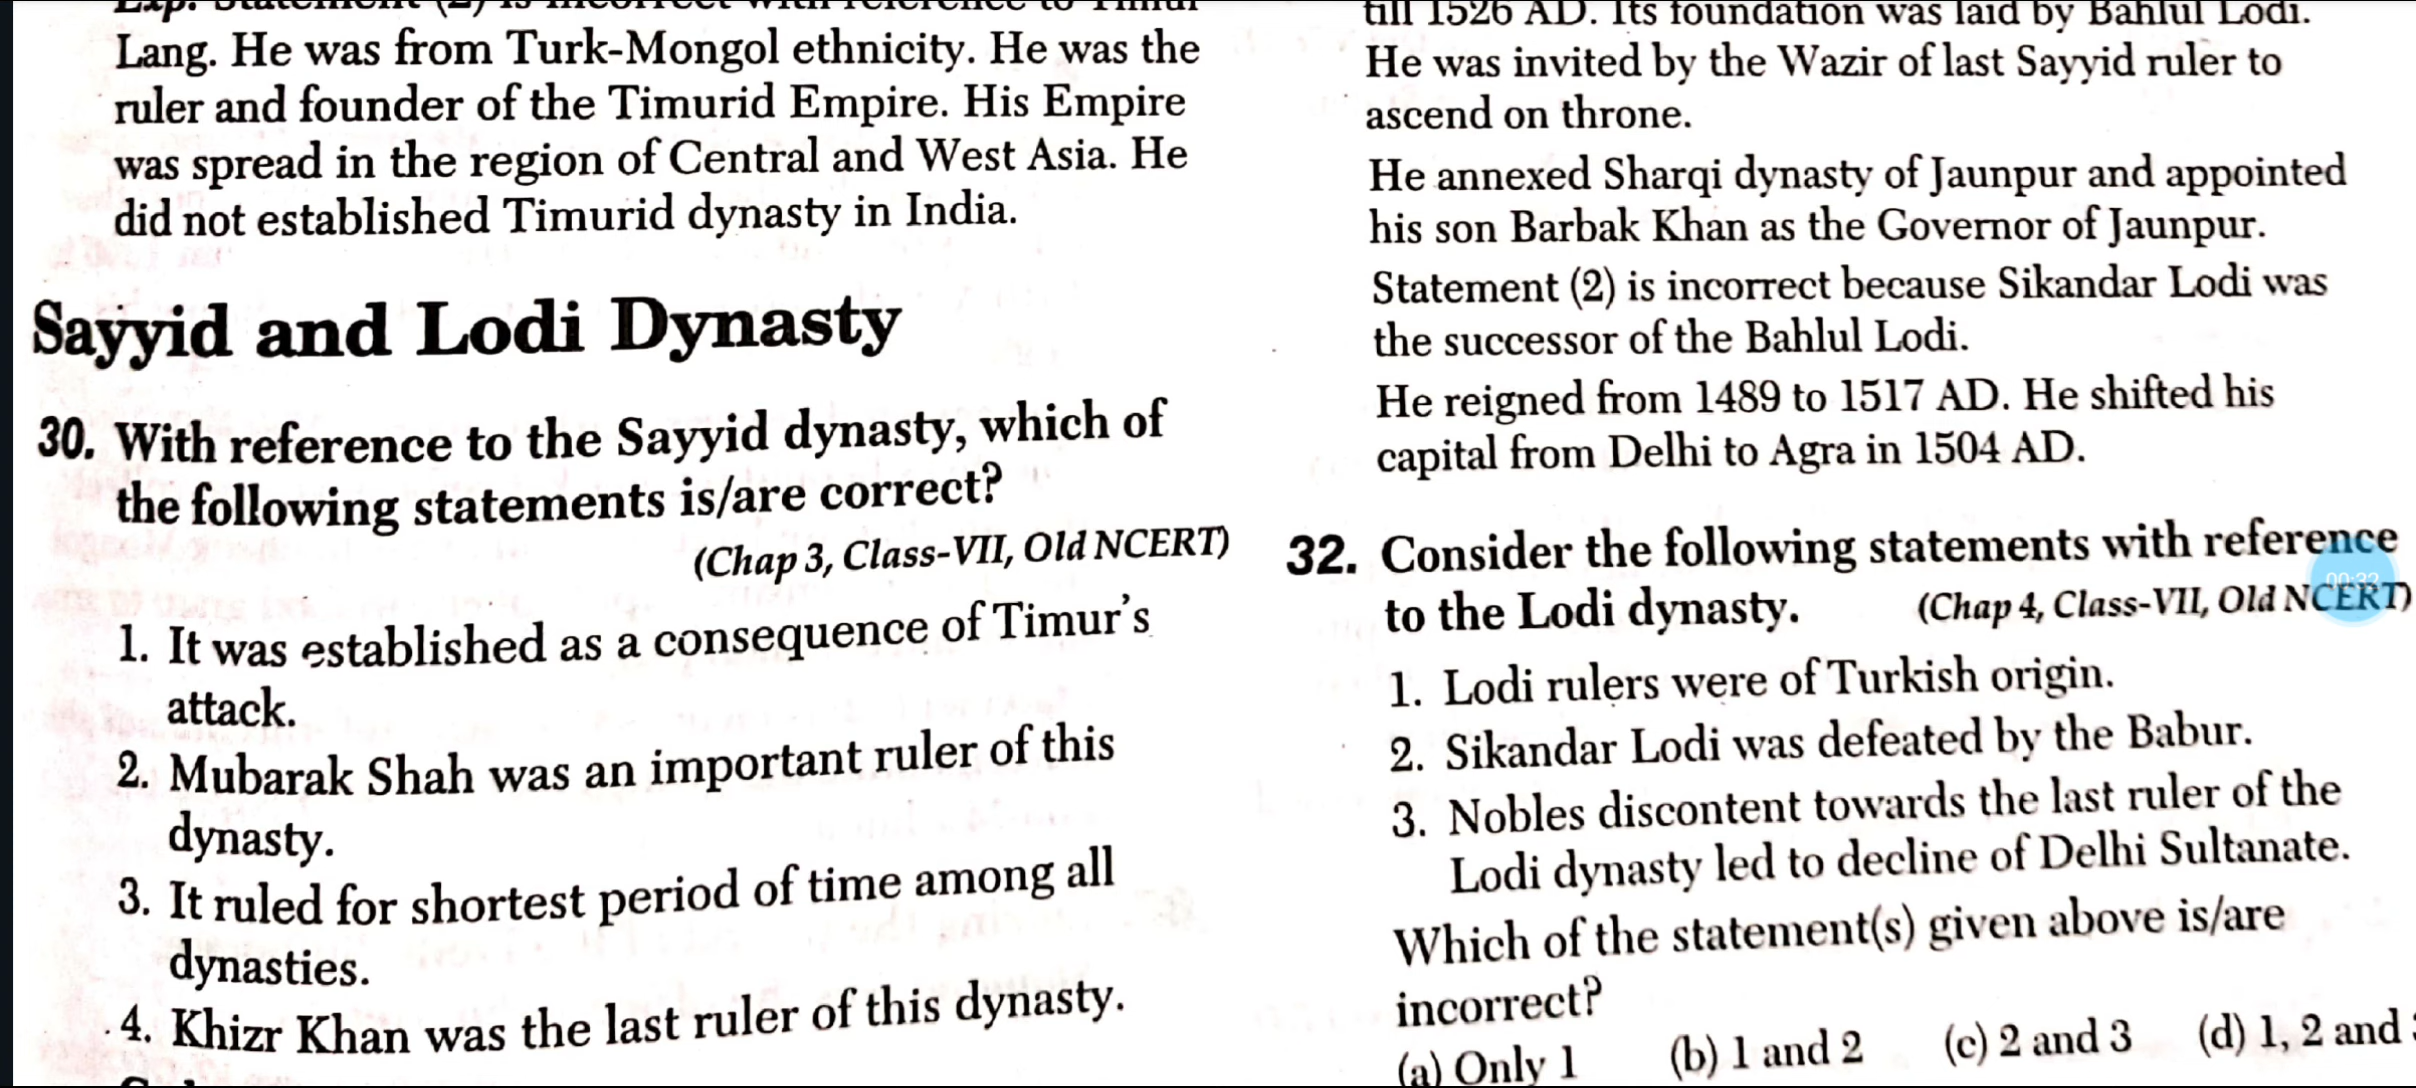 Exp. Statement (2) is incorrect with reference to Timur
Lang. He was from Turk-Mongol ethnicity. He was the
ruler and founder of the Timurid Empire. His Empire
was spread in the region of Central and West Asia. He
did not established Timurid dynasty in India.
Sayyid and Lodi Dynasty
30. With reference to the Sayyid dynasty, which of
the following statements is/are correct?
(Chap 3, Class-VII, Old NCERT)
1. It was established as a consequence of Timur's
attack.
2. Mubarak Shah was an important ruler of this
dynasty.
3. It ruled for shortest period of time among all
dynasties.
4. Khizr Khan was the last ruler of this dynasty.
till 1526 AD. Its foundation was laid by Bahlul Lodi.
He was invited by the Wazir of last Sayyid ruler to
ascend on throne.
He annexed Sharqi dynasty of Jaunpur and appointed
his son Barbak Khan as the Governor of Jaunpur.
Statement (2) is incorrect because Sikandar Lodi was
the successor of the Bahlul Lodi.
He reigned from 1489 to 1517 AD. He shifted his
capital from Delhi to Agra in 1504 AD.
32. Consider the following statements with reference
to the Lodi dynasty. (Chap 4, Class-VII, Old NCERT)
00:32
1. Lodi rulers were of Turkish origin.
2. Sikandar Lodi was defeated by the Babur.
3. Nobles discontent towards the last ruler of the
Lodi dynasty led to decline of Delhi Sultanate.
Which of the statement(s) given above is/are
incorrect?
(a) Only 1 (b) 1 and 2 (c) 2 and 3 (d) 1, 2 and